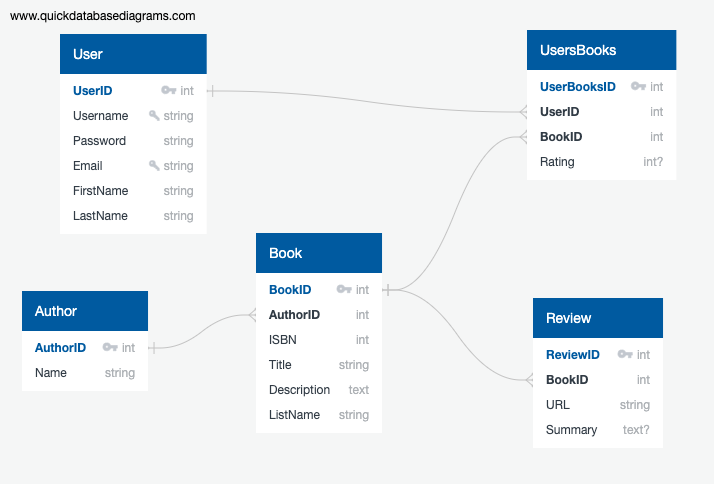 www.quickdatabasediagrams.com
User
UserID int
Username string
Password string
Email string
FirstName string
LastName string
UsersBooks
UserBooksID int
UserID int
BookID int
Rating int?
Book
BookID int
AuthorID int
ISBN int
Title string
Description text
ListName string
Author
AuthorID int
Name string
Review
ReviewID int
BookID int
URL string
Summary text?